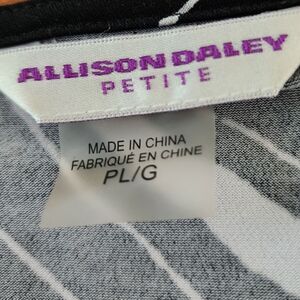 ALLISON DALEY
PETITE
MADE IN CHINA
FABRIQUÉ EN CHINE
PL/G